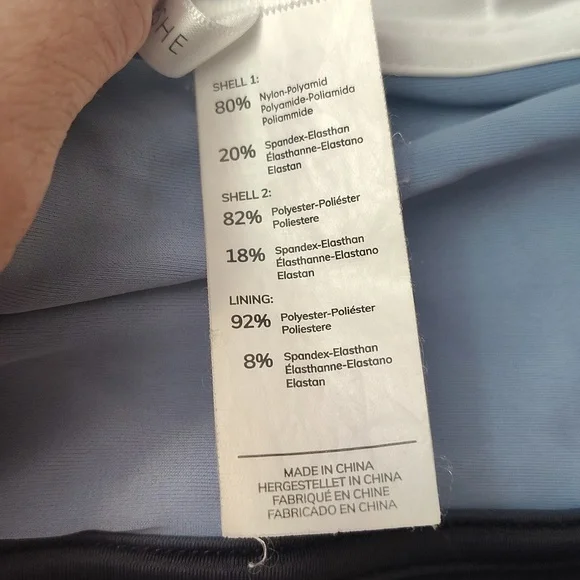 CHE
SHELL 1:
80% Nylon-Polyamid
Polyamide-Poliamida
Poliammide
20% Spandex-Elasthan
Élasthanne-Elastano
Elastan
SHELL 2:
82% Polyester-Poliéster
Poliestere
18% Spandex-Elasthan
Élasthanne-Elastano
Elastan
LINING:
92% Polyester-Poliéster
Poliestere
8% Spandex-Elasthan
Élasthanne-Elastano
Elastan
MADE IN CHINA
HERGESTELLET IN CHINA
FABRIQUÉ EN CHINE
FABRICADO EN CHINA